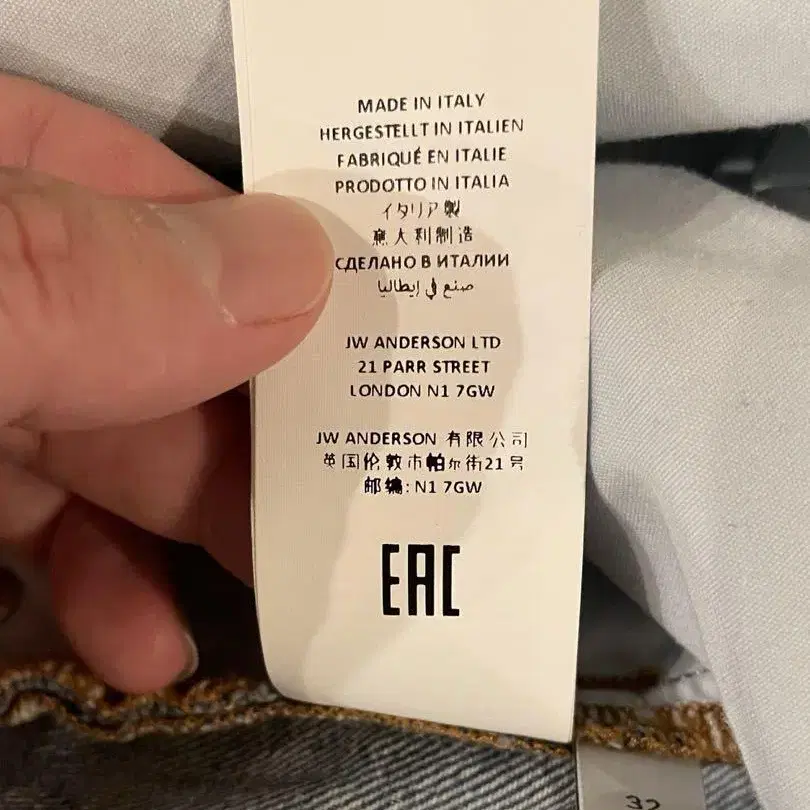 MADE IN ITALY
HERGESTELLT IN ITALIEN
FABRIQUÉ EN ITALIE
PRODOTTO IN ITALIA
イタリア製
意大利制造
СДЕЛАНО В ИТАЛИИ
صنع في إيطاليا
JW ANDERSON LTD
21 PARR STREET
LONDON N1 7GW
JW ANDERSON 有限公司
英国伦敦市帕尔街21号
邮编: N1 7GW
EAC
32